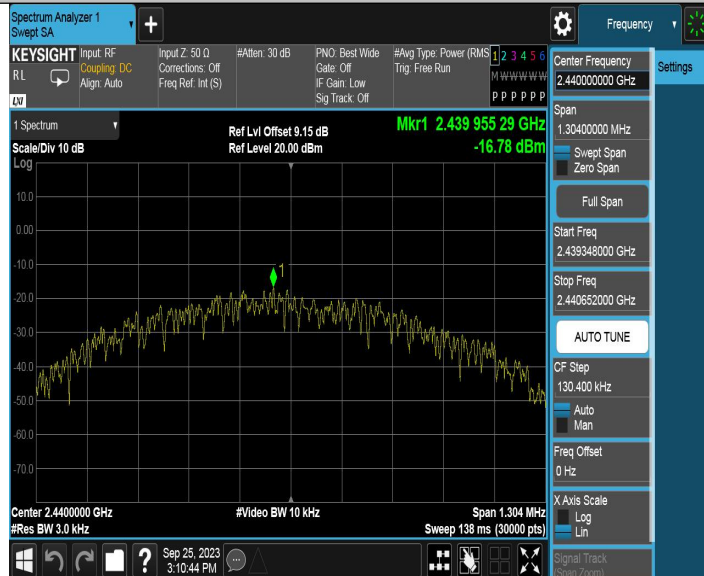 Spectrum Analyzer 1
Swept SA
+
Frequency
KEYSIGHT
RL
LXI
Input: RF
Coupling: DC
Align: Auto
Input Z: 50 Ω
Corrections: Off
Freq Ref: Int (S)
#Atten: 30 dB
PNO: Best Wide
Gate: Off
IF Gain: Low
Sig Track: Off
#Avg Type: Power (RMS
Trig: Free Run
1 2 3 4 5 6
M W W W W W
P P P P P P
1 Spectrum
Scale/Div 10 dB
Ref Lvl Offset 9.15 dB
Ref Level 20.00 dBm
Mkr1 2.439 955 29 GHz
-16.78 dBm
Log
10.0
0.00
-10.0
-20.0
-30.0
-40.0
-50.0
-60.0
-70.0
1
Center 2.4400000 GHz
#Res BW 3.0 kHz
#Video BW 10 kHz
Span 1.304 MHz
Sweep 138 ms (30000 pts)
?
Sep 25, 2023
3:10:44 PM
Center Frequency
2.440000000 GHz
Settings
Span
1.30400000 MHz
Swept Span
Zero Span
Full Span
Start Freq
2.439348000 GHz
Stop Freq
2.440652000 GHz
AUTO TUNE
CF Step
130.400 kHz
Auto
Man
Freq Offset
0 Hz
X Axis Scale
Log
Lin
Signal Track
(Span Zoom)